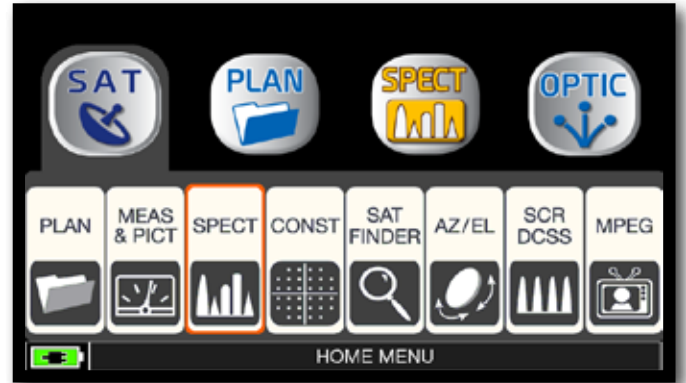 SAT
PLAN
SPECT
OPTIC
PLAN
MEAS
& PICT
SPECT
CONST
SAT
FINDER
AZ/EL
SCR
DCSS
MPEG
HOME MENU